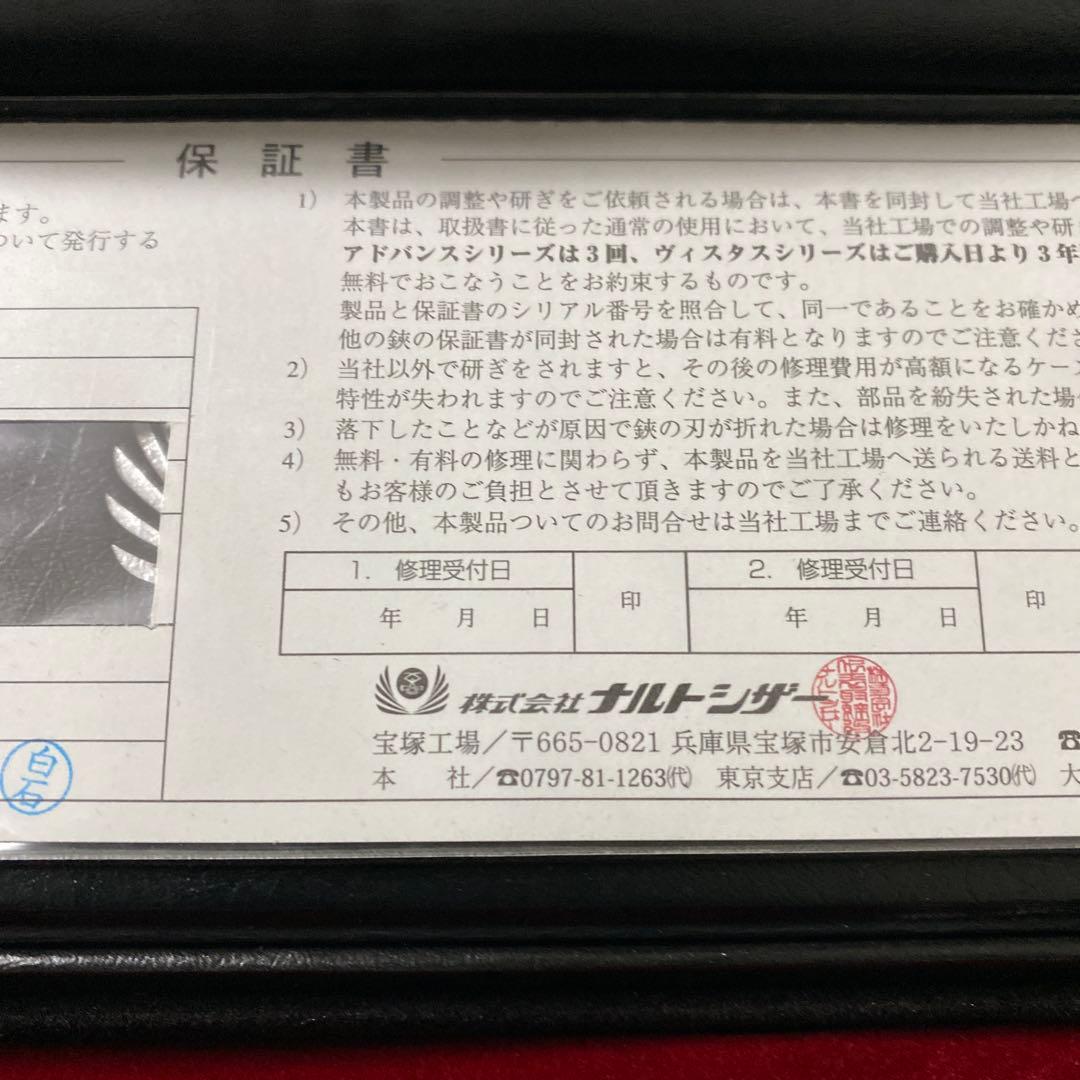 保証書
ます。
ついて発行する
1) 本製品の調整や研ぎをご依頼される場合は、本書を同封して当社工場へ
本書は、取扱書に従った通常の使用において、当社工場での調整や研
アドバンスシリーズは3回、ヴィスタスシリーズはご購入日より3年
無料でおこなうことをお約束するものです。
製品と保証書のシリアル番号を照合して、同一であることをお確かめ
他の鋏の保証書が同封された場合は有料となりますのでご注意くださ
2) 当社以外で研ぎをされますと、その後の修理費用が高額になるケース
特性が失われますのでご注意ください。また、部品を紛失された場合
3) 落下したことなどが原因で鋏の刃が折れた場合は修理をいたしかね
4) 無料・有料の修理に関わらず、本製品を当社工場へ送られる送料と
もお客様のご負担とさせて頂きますのでご了承ください。
5) その他、本製品ついてのお問合せは当社工場までご連絡ください。
1. 修理受付日 印 2. 修理受付日 印
年 月 日 年 月 日
株式会社ナルトシザー
宝塚工場/〒665-0821 兵庫県宝塚市安倉北2-19-23 ☎
本 社/☎0797-81-1263㈹ 東京支店/☎03-5823-7530㈹ 大
白石